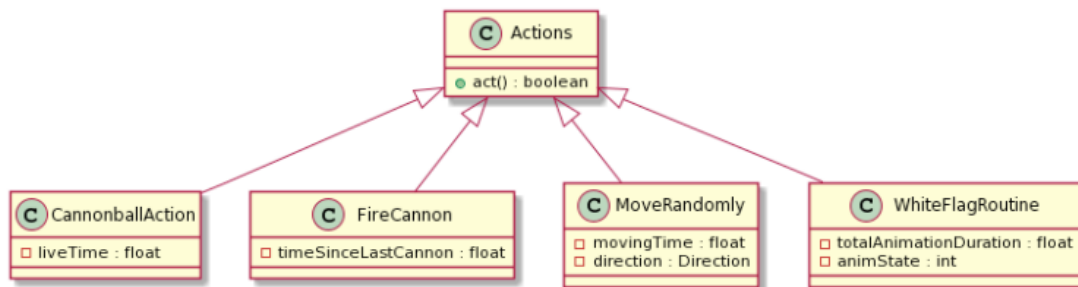 C Actions
act() : boolean
C CannonballAction
liveTime : float
C FireCannon
timeSinceLastCannon : float
C MoveRandomly
movingTime : float
direction : Direction
C WhiteFlagRoutine
totalAnimationDuration : float
animState : int